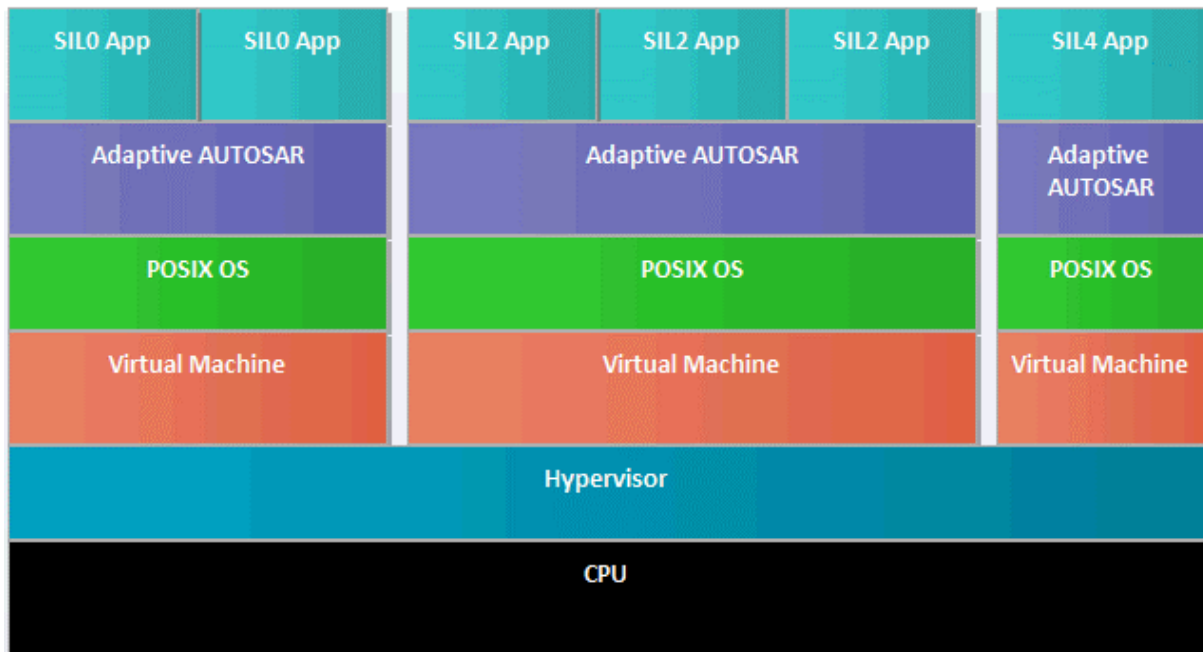 SIL0 App SIL0 App SIL2 App SIL2 App SIL2 App SIL4 App
Adaptive AUTOSAR Adaptive AUTOSAR Adaptive
AUTOSAR
POSIX OS POSIX OS POSIX OS
Virtual Machine Virtual Machine Virtual Machine
Hypervisor
CPU